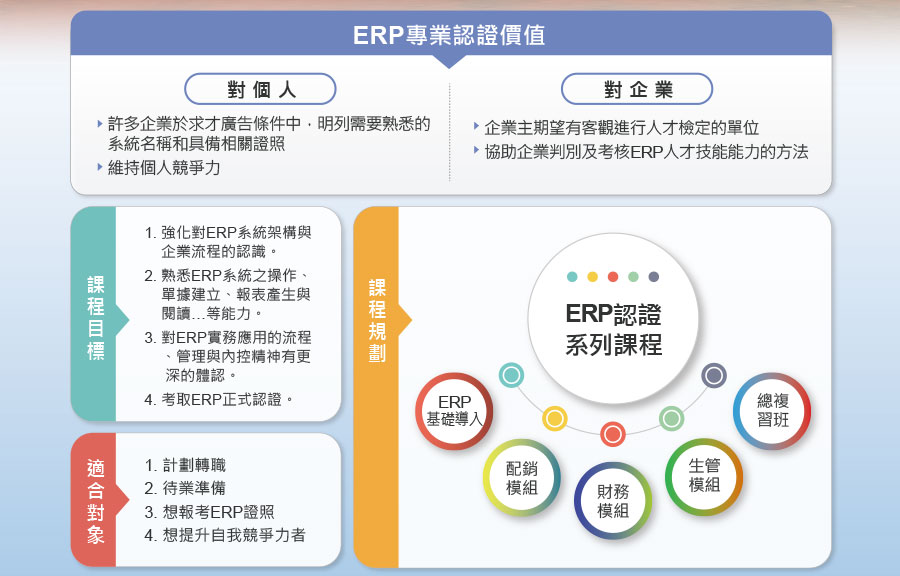 ERP專業認證價值
對個人
許多企業於求才廣告條件中，明列需要熟悉的
系統名稱和具備相關證照
維持個人競爭力
對企業
企業主期望有客觀進行人才檢定的單位
協助企業判別及考核ERP人才技能能力的方法
課程目標
1. 強化對ERP系統架構與
企業流程的認識。
2. 熟悉ERP系統之操作、
單據建立、報表產生與
閱讀…等能力。
3. 對ERP實務應用的流程
、管理與內控精神有更
深的體認。
4. 考取ERP正式認證。
適合對象
1. 計劃轉職
2. 待業準備
3. 想報考ERP證照
4. 想提升自我競爭力者
課程規劃
ERP認證
系列課程
ERP
基礎導入
配銷
模組
財務
模組
生管
模組
總複
習班